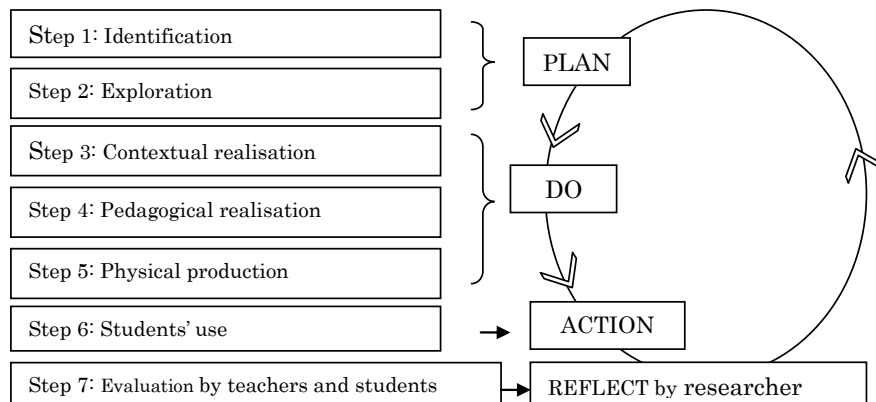 Step 1: Identification
PLAN
Step 2: Exploration
Step 3: Contextual realisation
DO
Step 4: Pedagogical realisation
Step 5: Physical production
Step 6: Students’ use
ACTION
Step 7: Evaluation by teachers and students
REFLECT by researcher